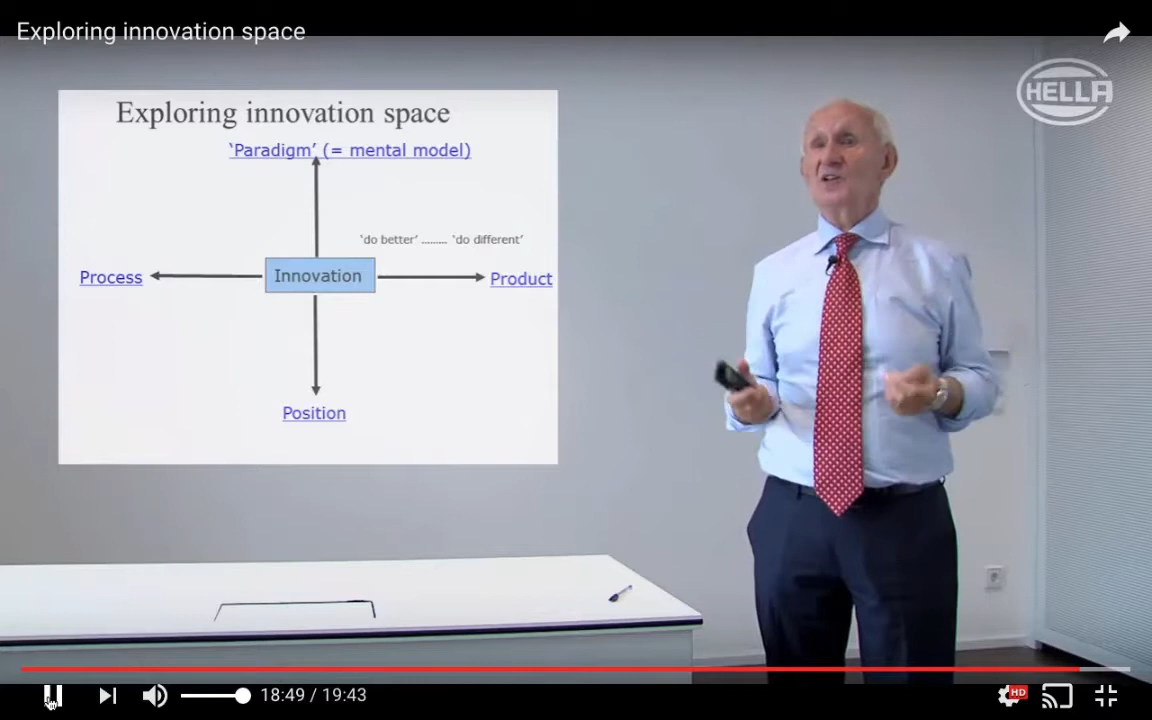 Exploring innovation space
HELLA
Exploring innovation space
‘Paradigm’ (= mental model)
‘do better’ ......... ‘do different’
Process
Innovation
Product
Position
18:49 / 19:43
HD